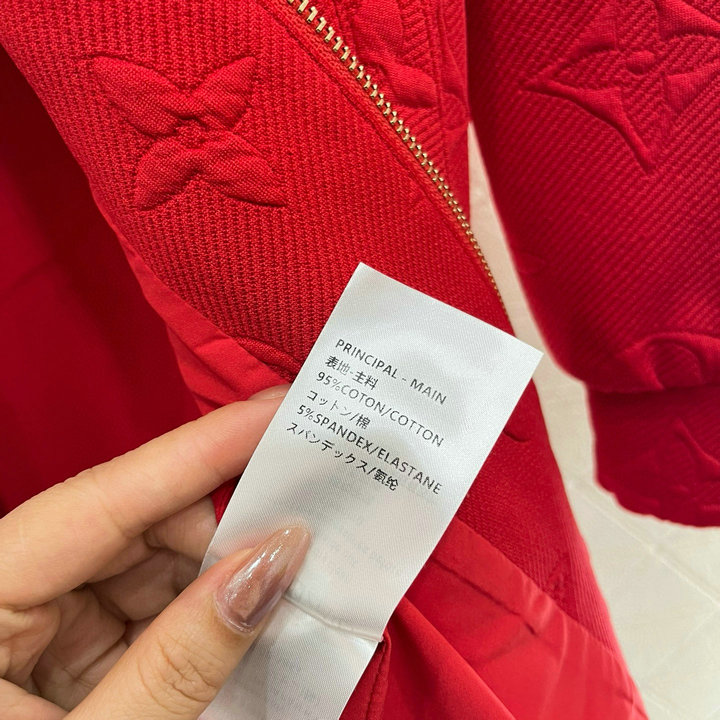 PRINCIPAL - MAIN
表地-主料
95%COTON/COTTON
コットン/棉
5%SPANDEX/ELASTANE
スパンデックス/氨纶